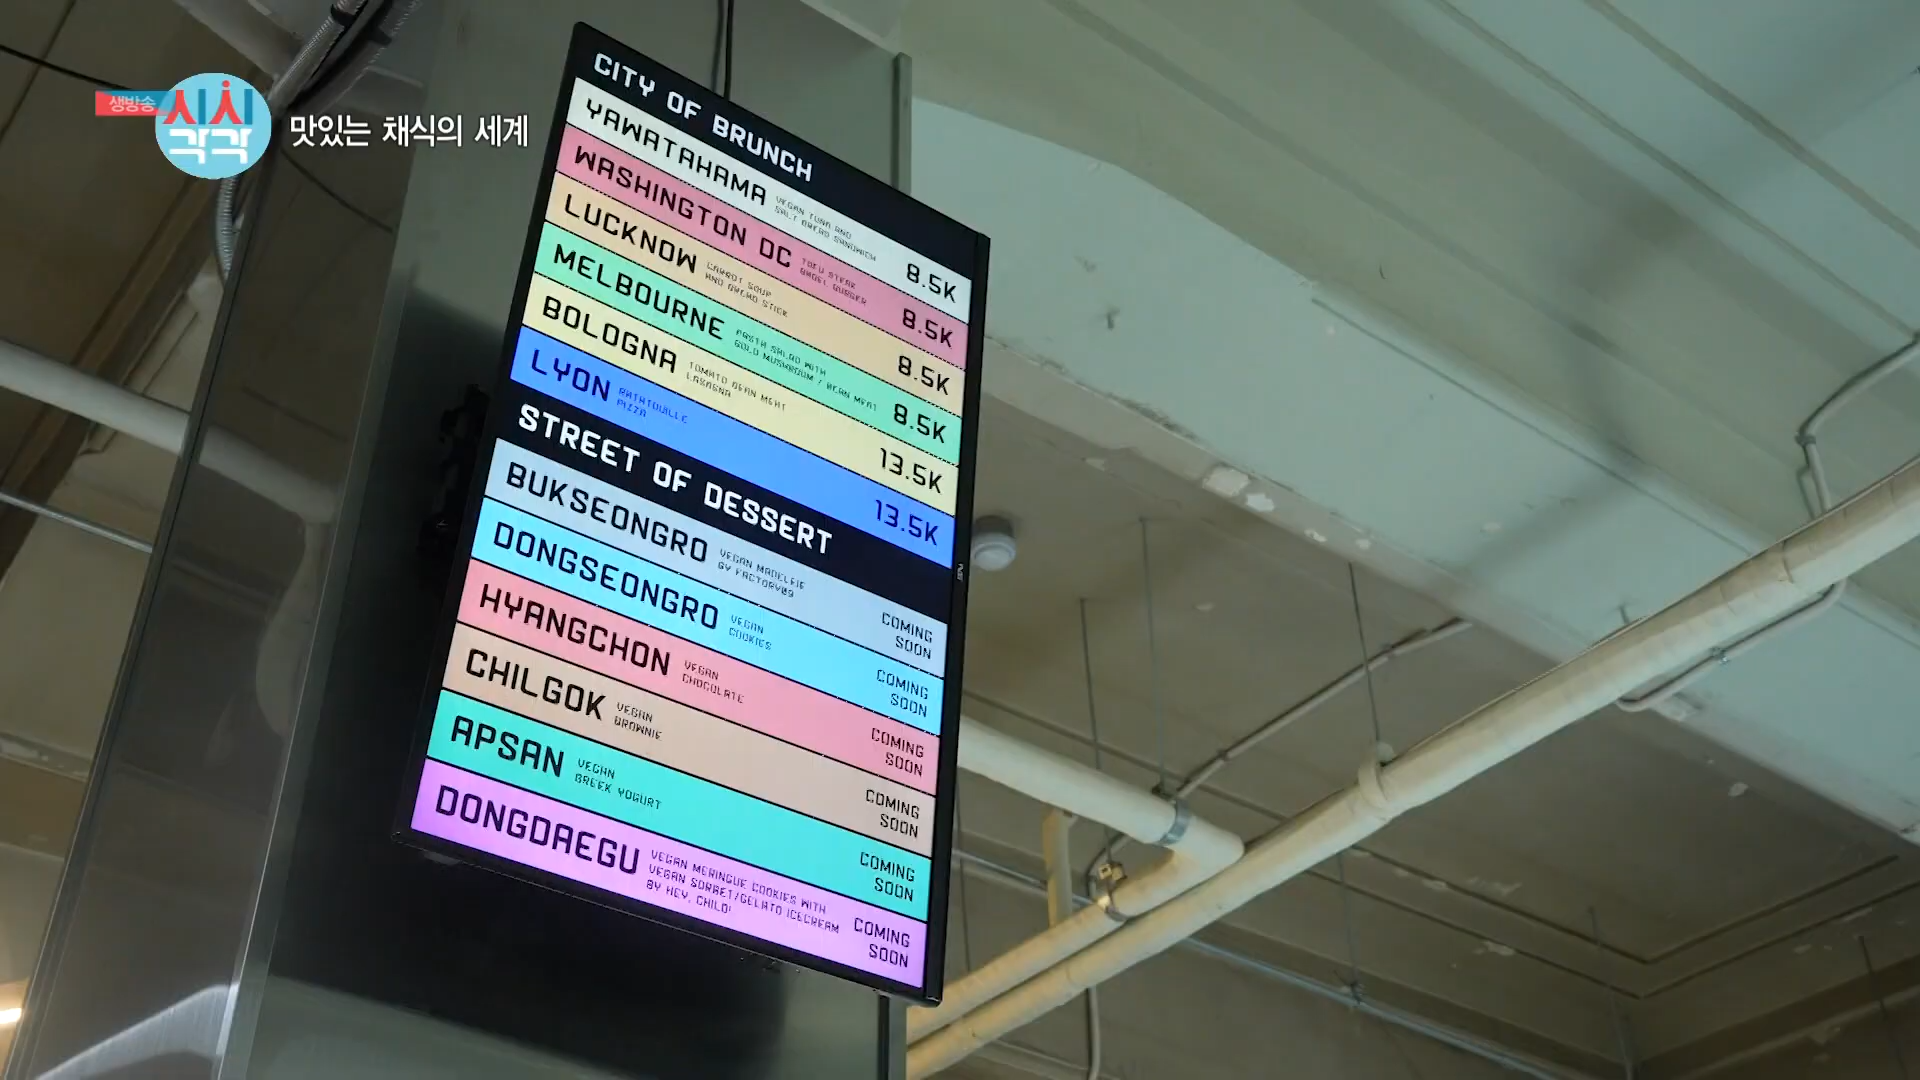 생방송
시시각각
맛있는 채식의 세계
CITY OF BRUNCH
YAWATAHAMA
VEGAN TUNA AND
SALT BREAD SANDWICH
8.5K
WASHINGTON DC
TOFU STEAK
BAGEL BURGER
8.5K
LUCKNOW
CARROT SOUP
AND BREAD STICK
8.5K
MELBOURNE
PASTA SALAD WITH
GOLD MUSHROOM / BEAN MEAT
8.5K
BOLOGNA
TOMATO BEAN MEAT
LASAGNA
13.5K
LYON
RATATOUILLE
PIZZA
13.5K
STREET OF DESSERT
BUKSEONGRO
VEGAN MADELEIE
BY FACTORY09
COMING
SOON
DONGSEONGRO
VEGAN
COOKIES
COMING
SOON
HYANGCHON
VEGAN
CHOCOLATE
COMING
SOON
CHILGOK
VEGAN
BROWNIE
COMING
SOON
APSAN
VEGAN
GREEK YOGURT
COMING
SOON
DONGDAEGU
VEGAN MERINGUE COOKIES WITH
VEGAN SORBET/GELATO ICECREAM
BY HEY, CHILD!
COMING
SOON